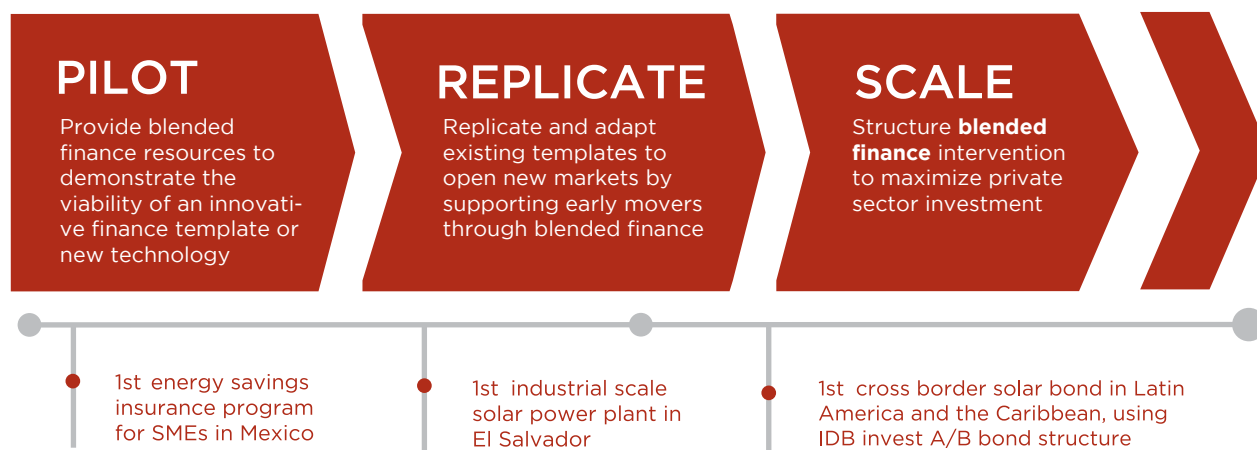 PILOT
Provide blended
finance resources to
demonstrate the
viability of an innovati-
ve finance template or
new technology
REPLICATE
Replicate and adapt
existing templates to
open new markets by
supporting early movers
through blended finance
SCALE
Structure blended
finance intervention
to maximize private
sector investment
1st energy savings
insurance program
for SMEs in Mexico
1st industrial scale
solar power plant in
El Salvador
1st cross border solar bond in Latin
America and the Caribbean, using
IDB invest A/B bond structure